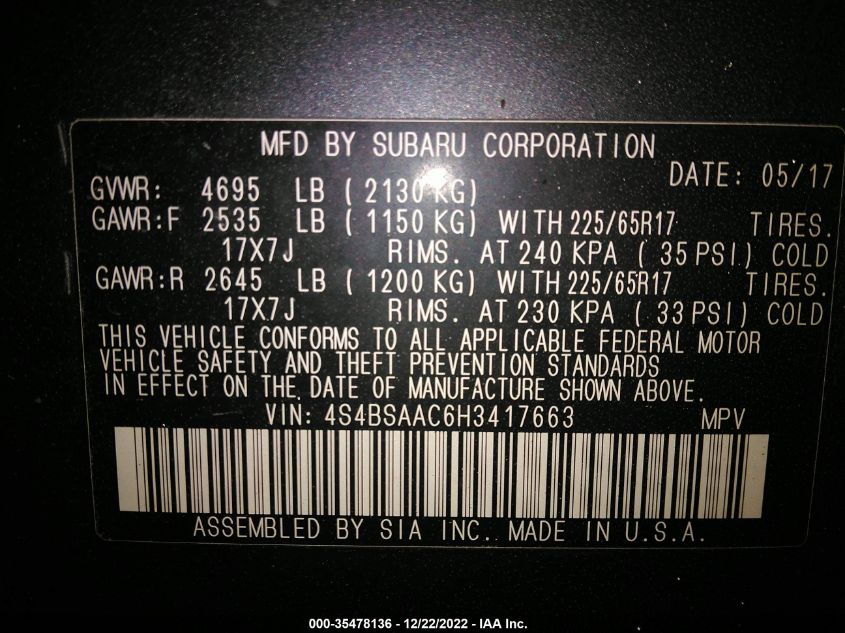 MFD BY SUBARU CORPORATION
DATE: 05/17
GVWR: 4695 LB ( 2130 KG)
GAWR:F 2535 LB ( 1150 KG) WITH 225/65R17 TIRES.
17X7J RIMS. AT 240 KPA ( 35 PSI) COLD
GAWR:R 2645 LB ( 1200 KG) WITH 225/65R17 TIRES.
17X7J RIMS. AT 230 KPA ( 33 PSI) COLD
THIS VEHICLE CONFORMS TO ALL APPLICABLE FEDERAL MOTOR
VEHICLE SAFETY AND THEFT PREVENTION STANDARDS
IN EFFECT ON THE DATE OF MANUFACTURE SHOWN ABOVE.
VIN: 4S4BSAAC6H3417663 MPV
ASSEMBLED BY SIA INC. MADE IN U.S.A.
000-35478136 - 12/22/2022 - IAA Inc.